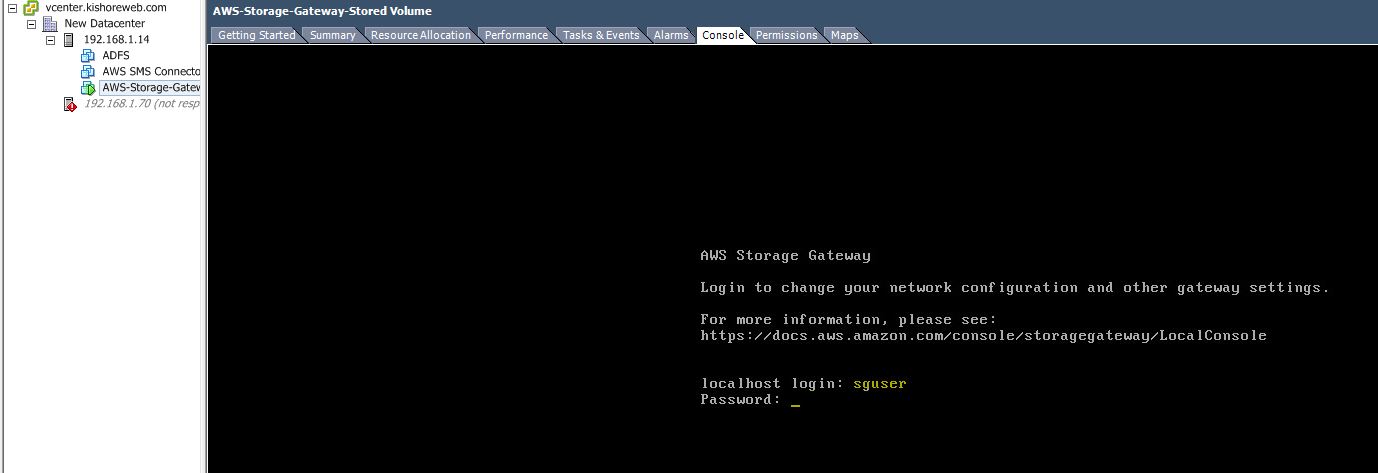 vcenter.kishoreweb.com
New Datacenter
192.168.1.14
ADFS
AWS SMS Connecto
AWS-Storage-Gatew
192.168.1.70 (not resp
AWS-Storage-Gateway-Stored Volume
Getting Started Summary Resource Allocation Performance Tasks & Events Alarms Console Permissions Maps
AWS Storage Gateway
Login to change your network configuration and other gateway settings.
For more information, please see:
https://docs.aws.amazon.com/console/storagegateway/LocalConsole
localhost login: sguser
Password: _